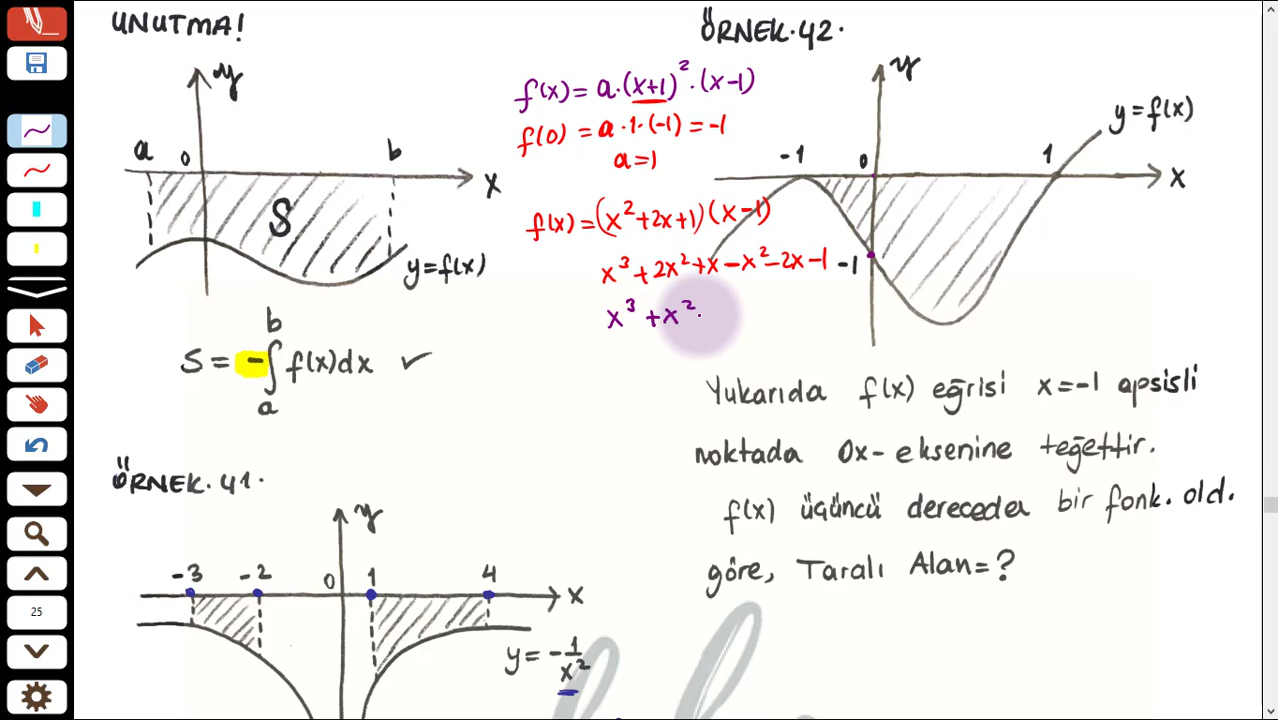 UNUTMA!
y
a 0 b x
S
y=f(x)
S = -∫ₐᵇ f(x)dx ✓
ÖRNEK.41.
y
-3 -2 0 1 4 x
y = -1/x²
ÖRNEK.42.
f(x) = a.(x+1)².(x-1)
f(0) = a.1.(-1) = -1
a=1
f(x) = (x²+2x+1)(x-1)
x³+2x²+x-x²-2x-1
x³+x².
y
y=f(x)
-1 0 1 x
-1
Yukarıda f(x) eğrisi x=-1 apsisli
noktada Ox-eksenine teğettir.
f(x) üçüncü dereceden bir fonk. old.
göre, Taralı Alan=?
25